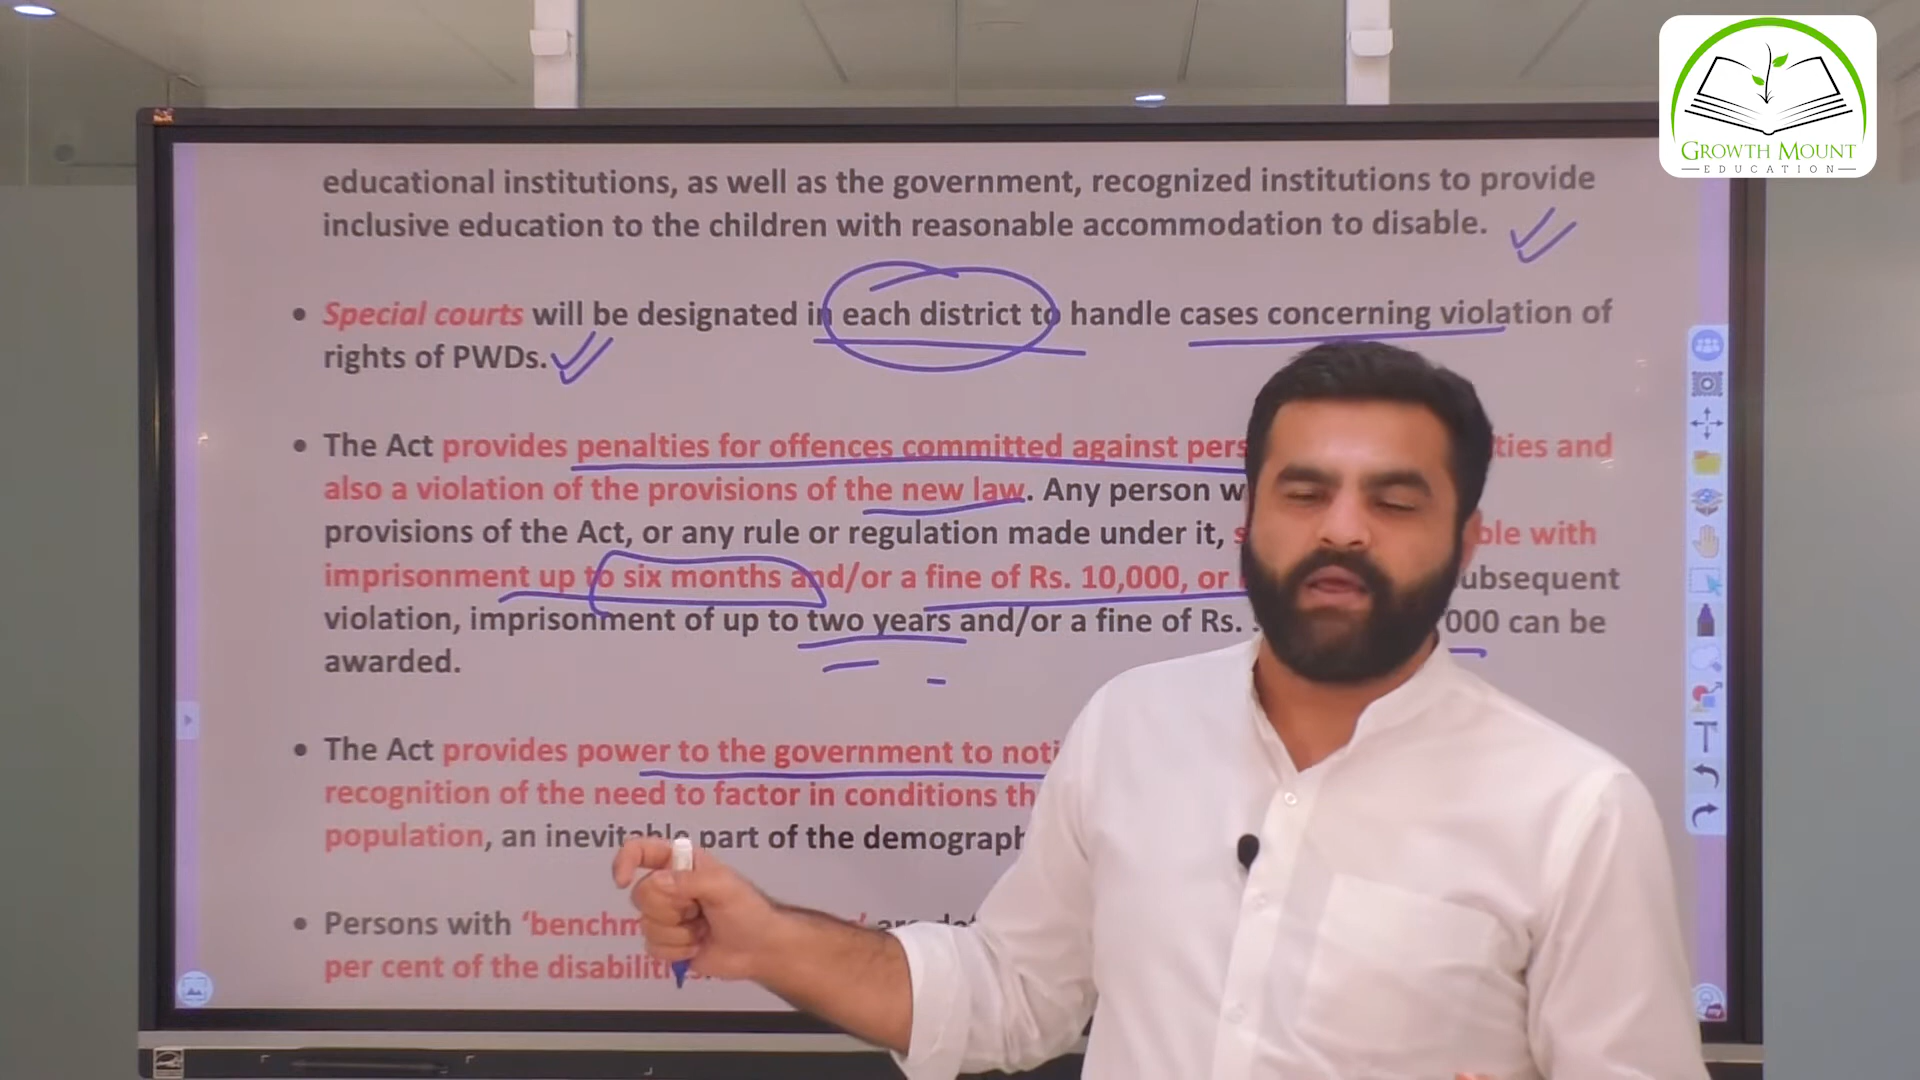 GROWTH MOUNT
EDUCATION
educational institutions, as well as the government, recognized institutions to provide
inclusive education to the children with reasonable accommodation to disable.
• Special courts will be designated in each district to handle cases concerning violation of
rights of PWDs.
• The Act provides penalties for offences committed against pers ties and
also a violation of the provisions of the new law. Any person w
provisions of the Act, or any rule or regulation made under it, s ble with
imprisonment up to six months and/or a fine of Rs. 10,000, or ubsequent
violation, imprisonment of up to two years and/or a fine of Rs. 000 can be
awarded.
• The Act provides power to the government to noti
recognition of the need to factor in conditions th
population, an inevitable part of the demograph
• Persons with ‘benchm ’ are
per cent of the disabiliti